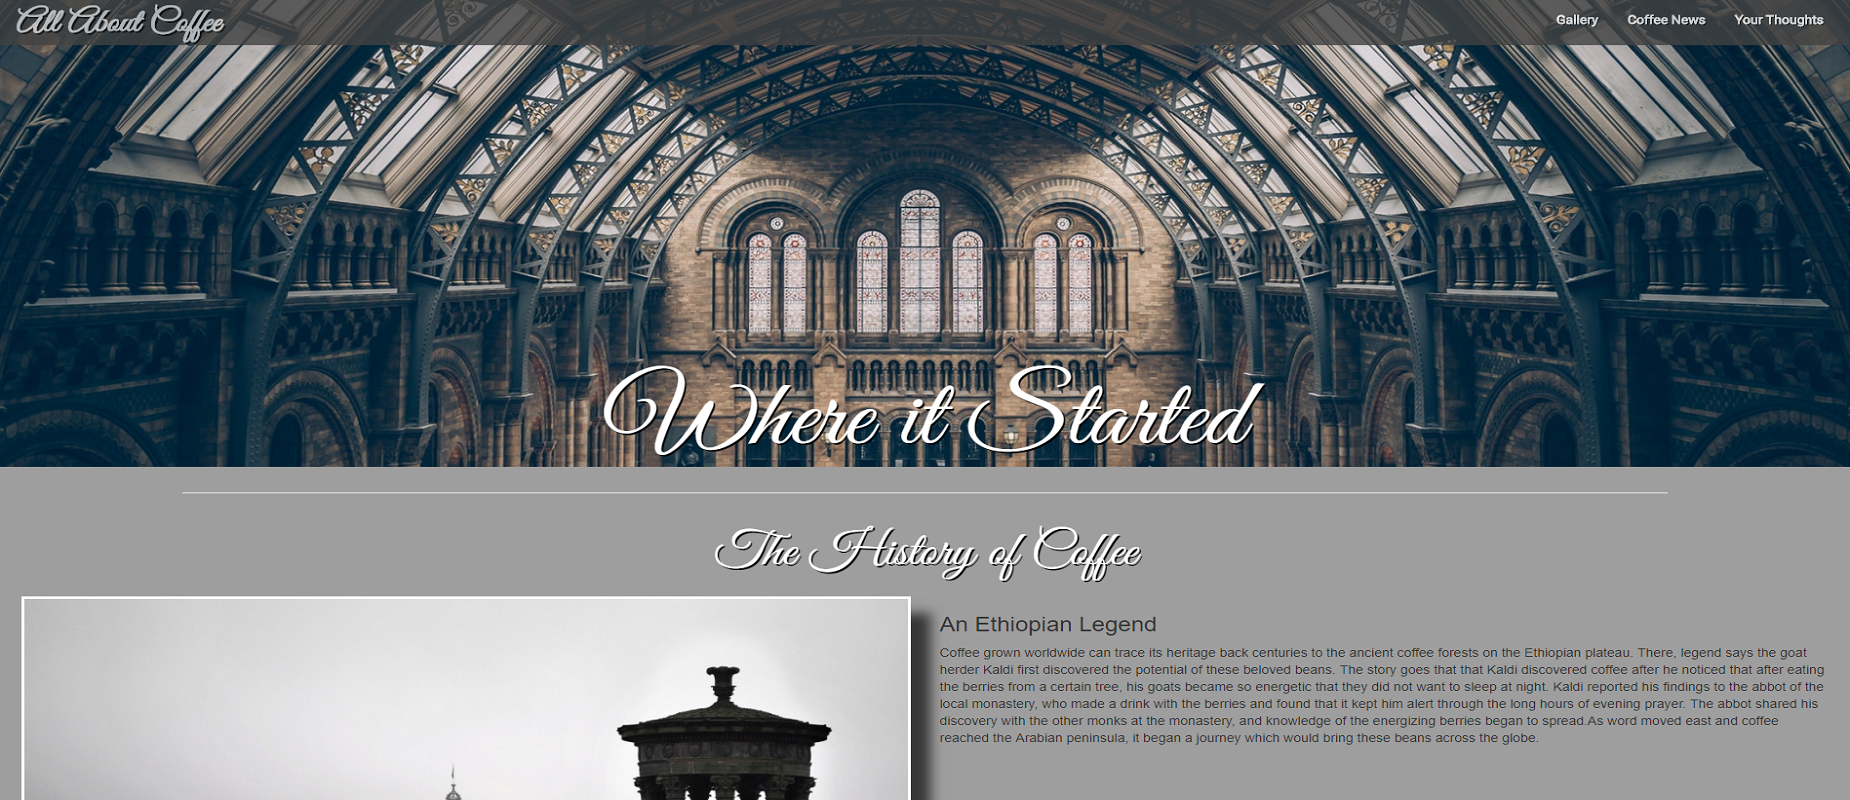 All About Coffee
Gallery Coffee News Your Thoughts
Where it Started
The History of Coffee
An Ethiopian Legend
Coffee grown worldwide can trace its heritage back centuries to the ancient coffee forests on the Ethiopian plateau. There, legend says the goat
herder Kaldi first discovered the potential of these beloved beans. The story goes that that Kaldi discovered coffee after he noticed that after eating
the berries from a certain tree, his goats became so energetic that they did not want to sleep at night. Kaldi reported his findings to the abbot of the
local monastery, who made a drink with the berries and found that it kept him alert through the long hours of evening prayer. The abbot shared his
discovery with the other monks at the monastery, and knowledge of the energizing berries began to spread.As word moved east and coffee
reached the Arabian peninsula, it began a journey which would bring these beans across the globe.